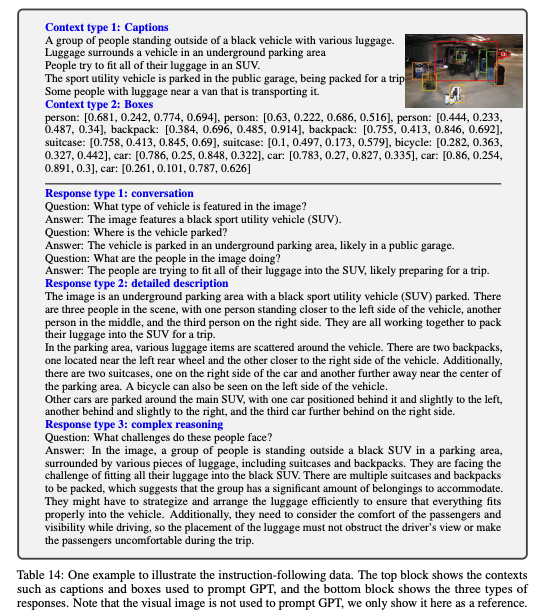 Context type 1: Captions
A group of people standing outside of a black vehicle with various luggage.
Luggage surrounds a vehicle in an underground parking area
People try to fit all of their luggage in an SUV.
The sport utility vehicle is parked in the public garage, being packed for a trip
Some people with luggage near a van that is transporting it.
Context type 2: Boxes
person: [0.681, 0.242, 0.774, 0.694], person: [0.63, 0.222, 0.686, 0.516], person: [0.444, 0.233,
0.487, 0.34], backpack: [0.384, 0.696, 0.485, 0.914], backpack: [0.755, 0.413, 0.846, 0.692],
suitcase: [0.758, 0.413, 0.845, 0.69], suitcase: [0.1, 0.497, 0.173, 0.579], bicycle: [0.282, 0.363,
0.327, 0.442], car: [0.786, 0.25, 0.848, 0.322], car: [0.783, 0.27, 0.827, 0.335], car: [0.86, 0.254,
0.891, 0.3], car: [0.261, 0.101, 0.787, 0.626]
Response type 1: conversation
Question: What type of vehicle is featured in the image?
Answer: The image features a black sport utility vehicle (SUV).
Question: Where is the vehicle parked?
Answer: The vehicle is parked in an underground parking area, likely in a public garage.
Question: What are the people in the image doing?
Answer: The people are trying to fit all of their luggage into the SUV, likely preparing for a trip.
Response type 2: detailed description
The image is an underground parking area with a black sport utility vehicle (SUV) parked. There
are three people in the scene, with one person standing closer to the left side of the vehicle, another
person in the middle, and the third person on the right side. They are all working together to pack
their luggage into the SUV for a trip.
In the parking area, various luggage items are scattered around the vehicle. There are two backpacks,
one located near the left rear wheel and the other closer to the right side of the vehicle. Additionally,
there are two suitcases, one on the right side of the car and another further away near the center of
the parking area. A bicycle can also be seen on the left side of the vehicle.
Other cars are parked around the main SUV, with one car positioned behind it and slightly to the left,
another behind and slightly to the right, and the third car further behind on the right side.
Response type 3: complex reasoning
Question: What challenges do these people face?
Answer: In the image, a group of people is standing outside a black SUV in a parking area,
surrounded by various pieces of luggage, including suitcases and backpacks. They are facing the
challenge of fitting all their luggage into the black SUV. There are multiple suitcases and backpacks
to be packed, which suggests that the group has a significant amount of belongings to accommodate.
They might have to strategize and arrange the luggage efficiently to ensure that everything fits
properly into the vehicle. Additionally, they need to consider the comfort of the passengers and
visibility while driving, so the placement of the luggage must not obstruct the driver's view or make
the passengers uncomfortable during the trip.
Table 14: One example to illustrate the instruction-following data. The top block shows the contexts
such as captions and boxes used to prompt GPT, and the bottom block shows the three types of
responses. Note that the visual image is not used to prompt GPT, we only show it here as a reference.